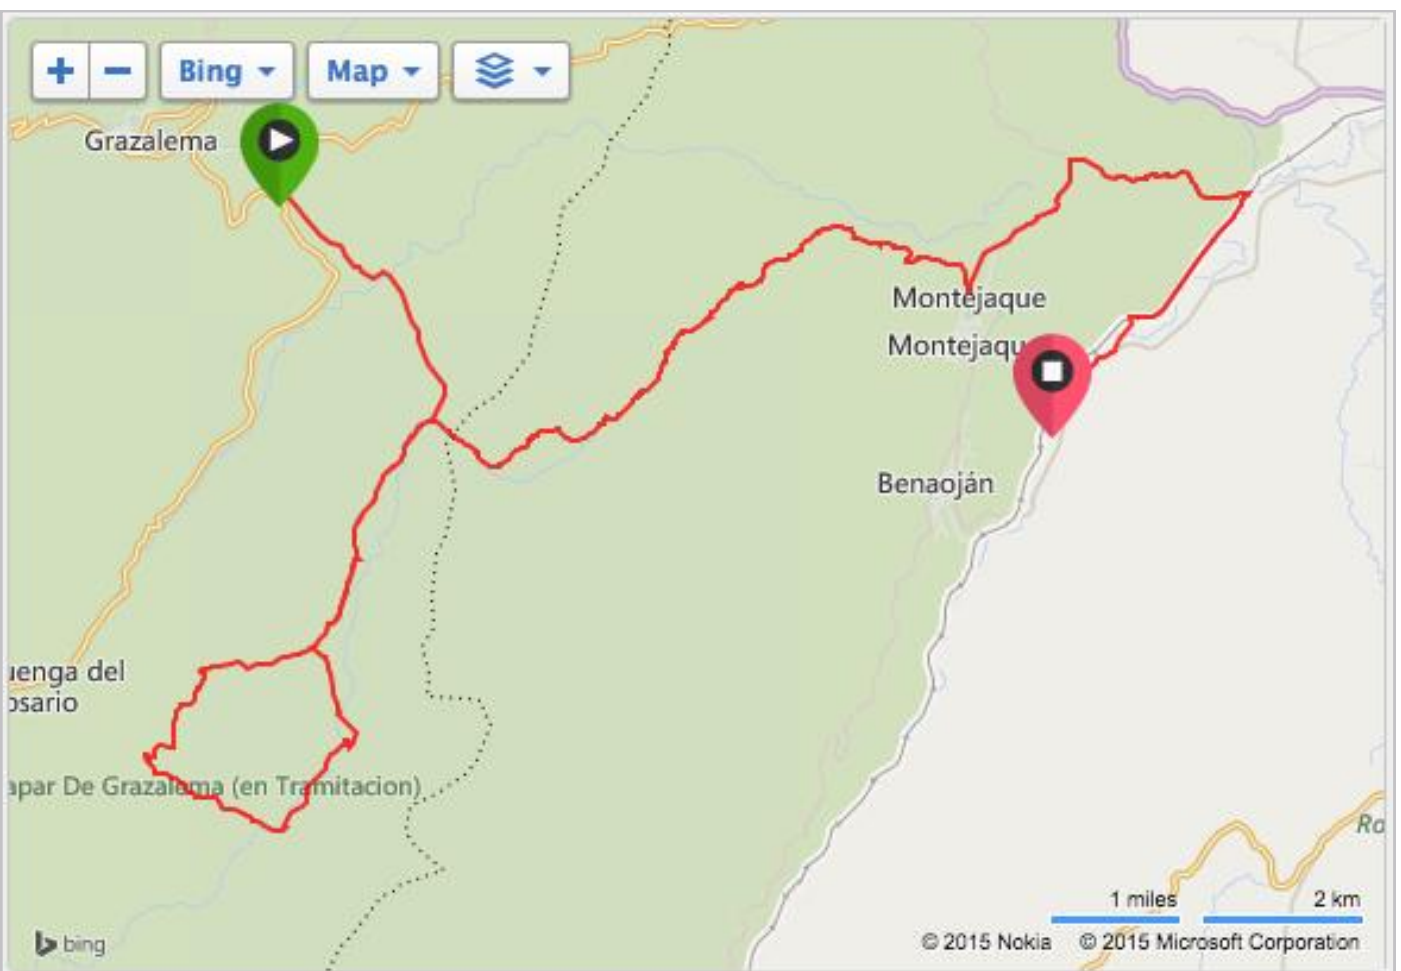 + − Bing Map
Grazalema
Montejaque
Montejaqu
Benaoján
uenga del
osario
apar De Grazalema (en Tramitacion)
Ro
1 miles 2 km
bing
© 2015 Nokia © 2015 Microsoft Corporation